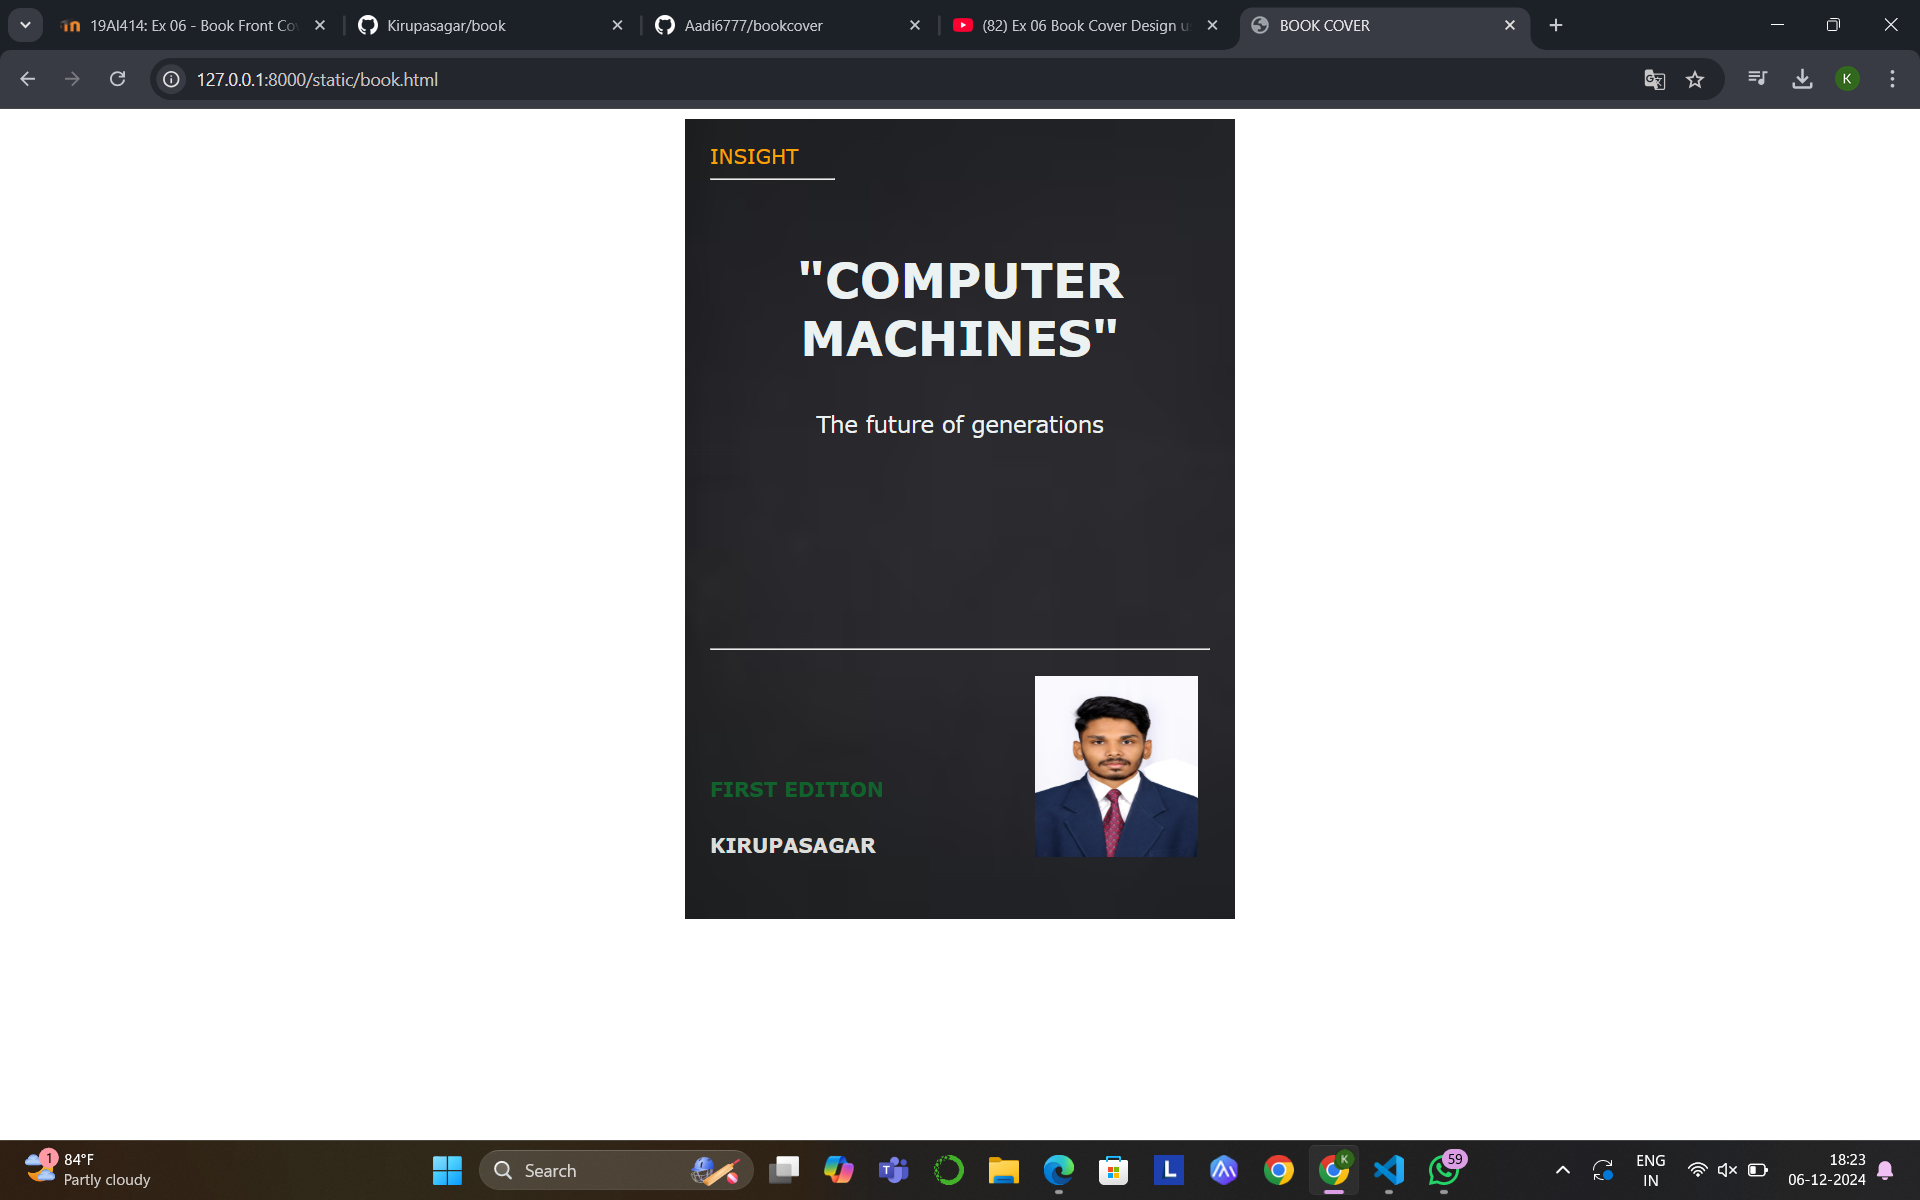 19AI414: Ex 06 - Book Front Co
Kirupasagar/book
Aadi6777/bookcover
(82) Ex 06 Book Cover Design u
BOOK COVER
127.0.0.1:8000/static/book.html
K
INSIGHT
"COMPUTER
MACHINES"
The future of generations
FIRST EDITION
KIRUPASAGAR
1
84°F
Partly cloudy
Search
T
L
K
59
ENG
IN
18:23
06-12-2024